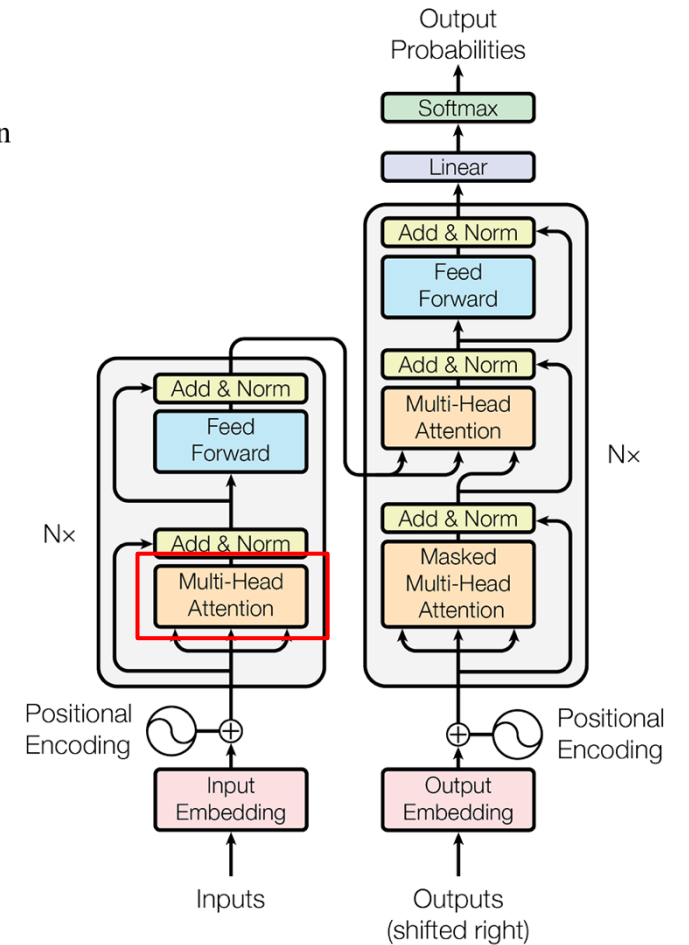 Output
Probabilities
n
Softmax
Linear
Add & Norm
Feed
Forward
Add & Norm
Multi-Head
Attention
Add & Norm
Masked
Multi-Head
Attention
Nx
Add & Norm
Feed
Forward
Add & Norm
Multi-Head
Attention
Nx
Positional
Encoding
Positional
Encoding
Input
Embedding
Output
Embedding
Inputs
Outputs
(shifted right)